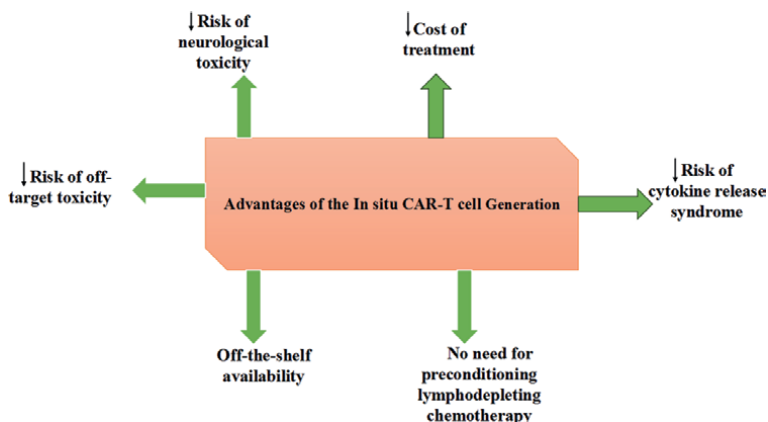 ↓ Risk of
neurological
toxicity
↓Cost of
treatment
↓ Risk of off-
target toxicity
Advantages of the In situ CAR-T cell Generation
↓ Risk of
cytokine release
syndrome
Off-the-shelf
availability
No need for
preconditioning
lymphodepleting
chemotherapy